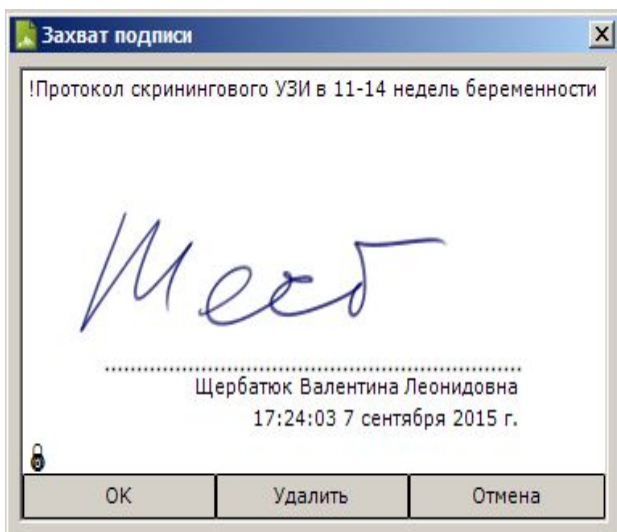 Захват подписи
!Протокол скринингового УЗИ в 11-14 недель беременности
Щербатюк Валентина Леонидовна
17:24:03 7 сентября 2015 г.
ОК Удалить Отмена